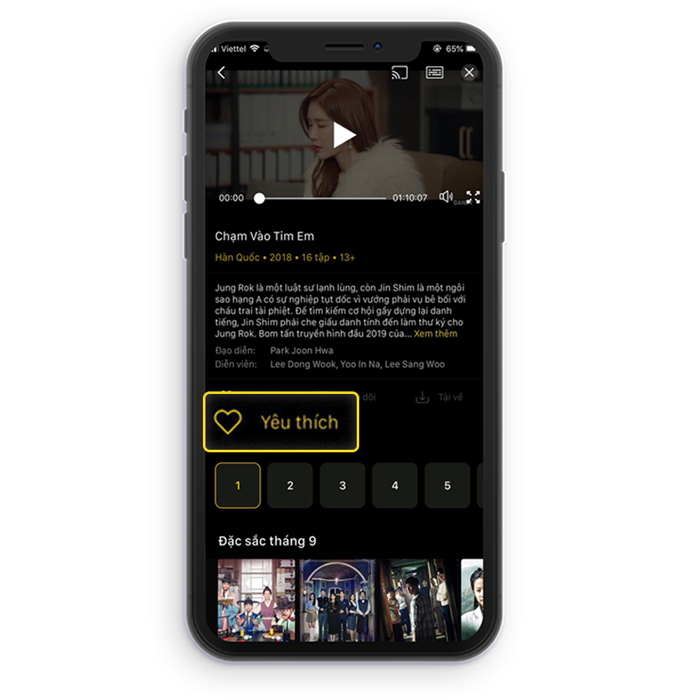 Viettel 65%
00:00 01:10:07
DANET
Chạm Vào Tim Em
Hàn Quốc • 2018 • 16 tập • 13+
Jung Rok là một luật sư lạnh lùng, còn Jin Shim là một ngôi
sao hạng A có sự nghiệp tụt dốc vì vướng phải vụ bê bối với
cháu trai tài phiệt. Để tìm kiếm cơ hội gầy dựng lại danh
tiếng, Jin Shim phải che giấu danh tính đến làm thư ký cho
Jung Rok. Bom tấn truyền hình đầu 2019 của... Xem thêm
Đạo diễn: Park Joon Hwa
Diễn viên: Lee Dong Wook, Yoo In Na, Lee Sang Woo
dõi Tải về
Yêu thích
1 2 3 4 5
Đặc sắc tháng 9